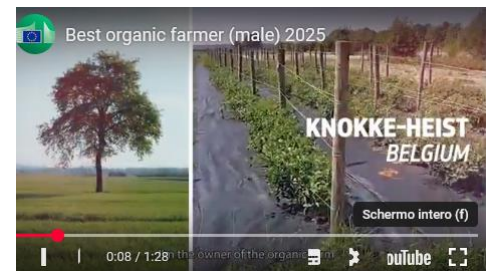 Best organic farmer (male) 2025
KNOKKE-HEIST
BELGIUM
Schermo intero (f)
0:08 / 1:28
the owner of the organic
ouTube